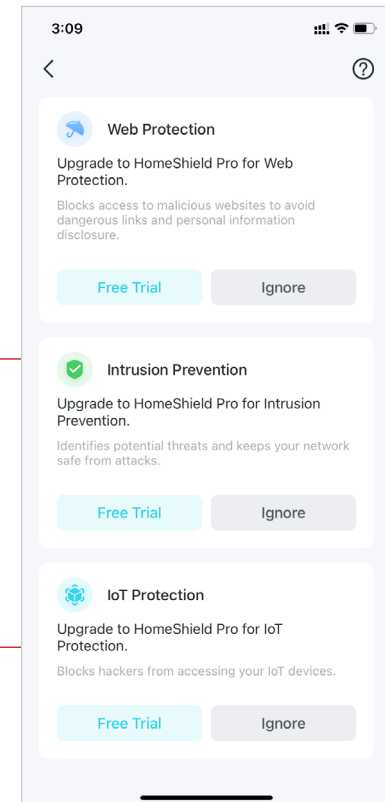 3:09
Web Protection
Upgrade to HomeShield Pro for Web
Protection.
Blocks access to malicious websites to avoid
dangerous links and personal information
disclosure.
Free Trial
Ignore
Intrusion Prevention
Upgrade to HomeShield Pro for Intrusion
Prevention.
Identifies potential threats and keeps your network
safe from attacks.
Free Trial
Ignore
IoT Protection
Upgrade to HomeShield Pro for IoT
Protection.
Blocks hackers from accessing your IoT devices.
Free Trial
Ignore